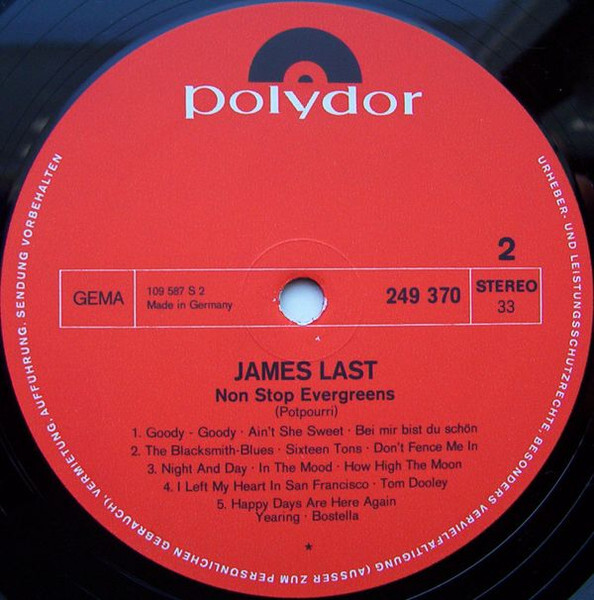 polydor
2
GEMA
109 587 S 2
Made in Germany
249 370
STEREO
33
JAMES LAST
Non Stop Evergreens
(Potpourri)
1. Goody - Goody · Ain't She Sweet · Bei mir bist du schön
2. The Blacksmith-Blues · Sixteen Tons · Don't Fence Me In
3. Night And Day · In The Mood · How High The Moon
4. I Left My Heart In San Francisco · Tom Dooley
5. Happy Days Are Here Again
Yearing · Bostella
URHEBER- UND LEISTUNGSSCHUTZRECHTE, BESONDERS VERVIELFÄLTIGUNG (AUSSER ZUM PERSÖNLICHEN GEBRAUCH), VERMIETUNG, AUFFÜHRUNG, SENDUNG VORBEHALTEN